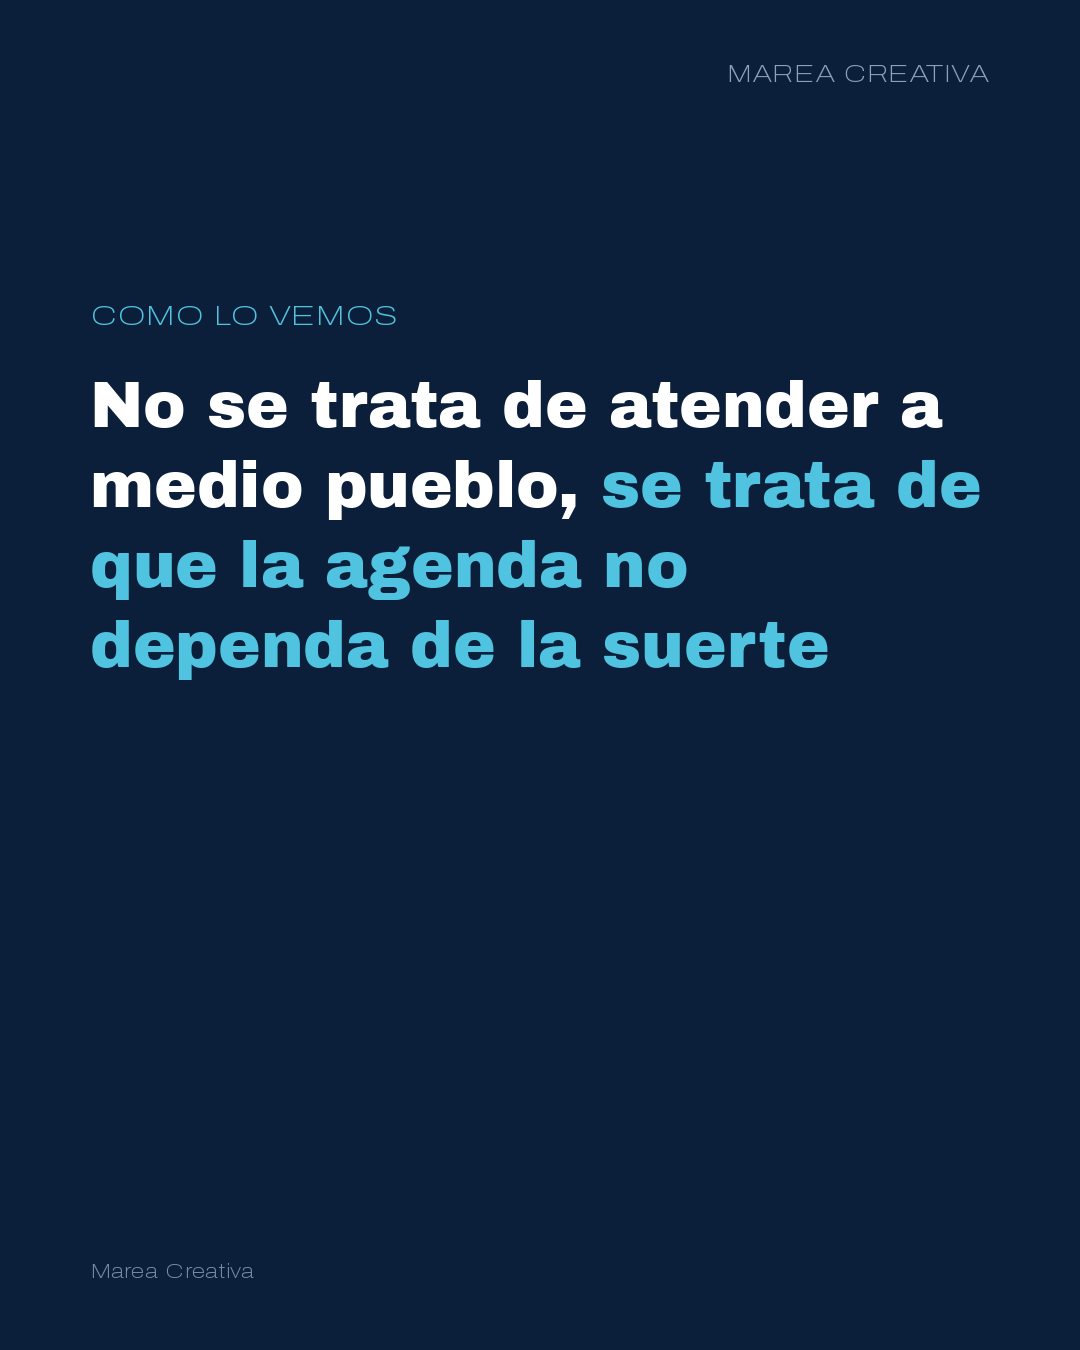 MAREA CREATIVA
COMO LO VEMOS
No se trata de atender a
medio pueblo, se trata de
que la agenda no
dependa de la suerte
Marea Creativa